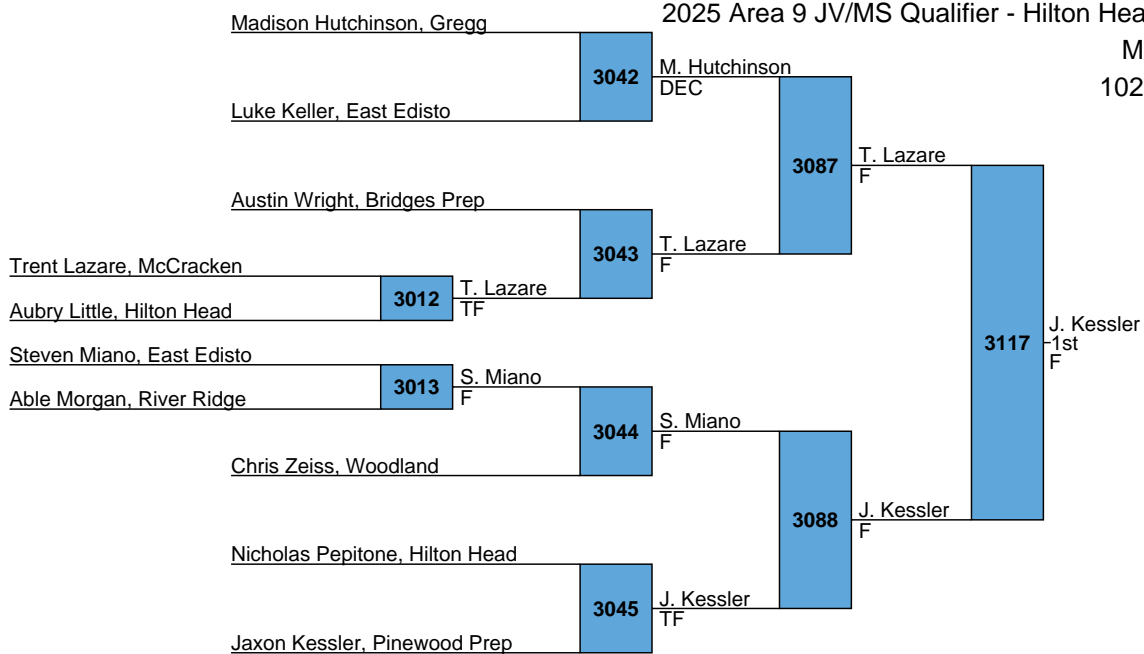 2025 Area 9 JV/MS Qualifier - Hilton Hea
M
102
Madison Hutchinson, Gregg
3042
M. Hutchinson
DEC
Luke Keller, East Edisto
3087
T. Lazare
F
Austin Wright, Bridges Prep
3043
T. Lazare
F
Trent Lazare, McCracken
3012
T. Lazare
TF
Aubry Little, Hilton Head
3117
J. Kessler
1st
F
Steven Miano, East Edisto
3013
S. Miano
F
Able Morgan, River Ridge
3044
S. Miano
F
Chris Zeiss, Woodland
3088
J. Kessler
F
Nicholas Pepitone, Hilton Head
3045
J. Kessler
TF
Jaxon Kessler, Pinewood Prep